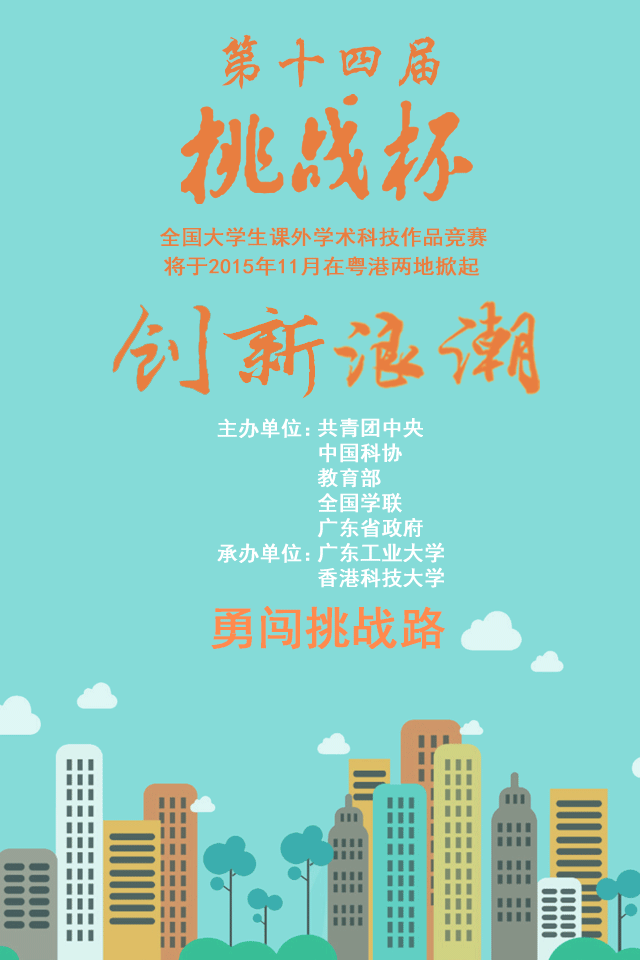 第十四届
挑战杯
全国大学生课外学术科技作品竞赛
将于2015年11月在粤港两地掀起
创新浪潮
主办单位：共青团中央
中国科协
教育部
全国学联
广东省政府
承办单位：广东工业大学
香港科技大学
勇闯挑战路